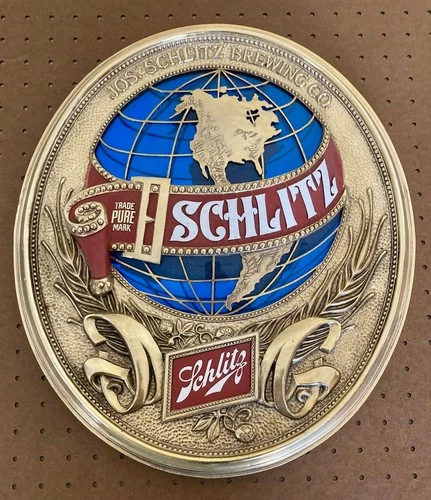 JOS. SCHLITZ BREWING CO.
S
TRADE
PURE
MARK
SCHLITZ
Schlitz